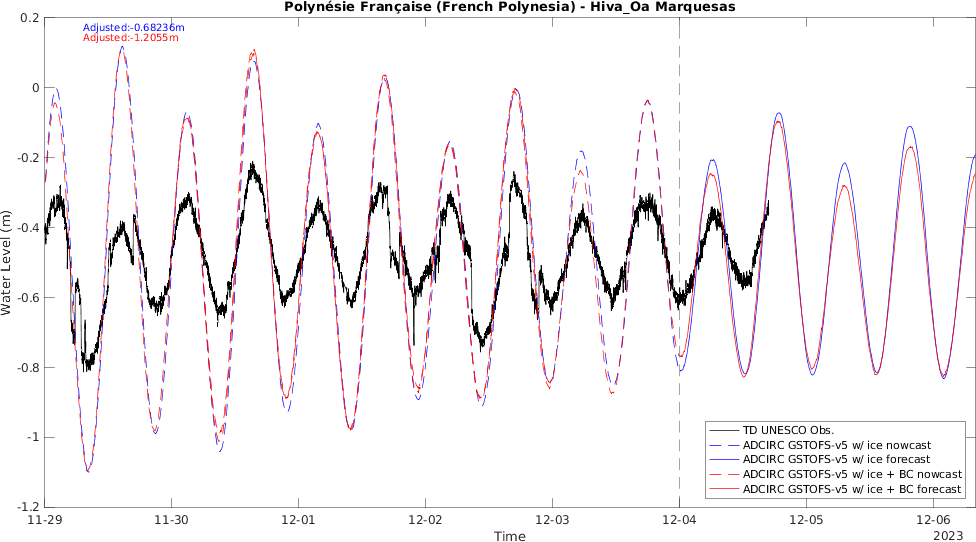 Polynésie Française (French Polynesia) - Hiva_Oa Marquesas
Adjusted:-0.68236m
Adjusted:-1.2055m
Water Level (m)
0.2
0
-0.2
-0.4
-0.6
-0.8
-1
-1.2
TD UNESCO Obs.
ADCIRC GSTOFS-v5 w/ ice nowcast
ADCIRC GSTOFS-v5 w/ ice forecast
ADCIRC GSTOFS-v5 w/ ice + BC nowcast
ADCIRC GSTOFS-v5 w/ ice + BC forecast
11-29 11-30 12-01 12-02 12-03 12-04 12-05 12-06
Time
2023